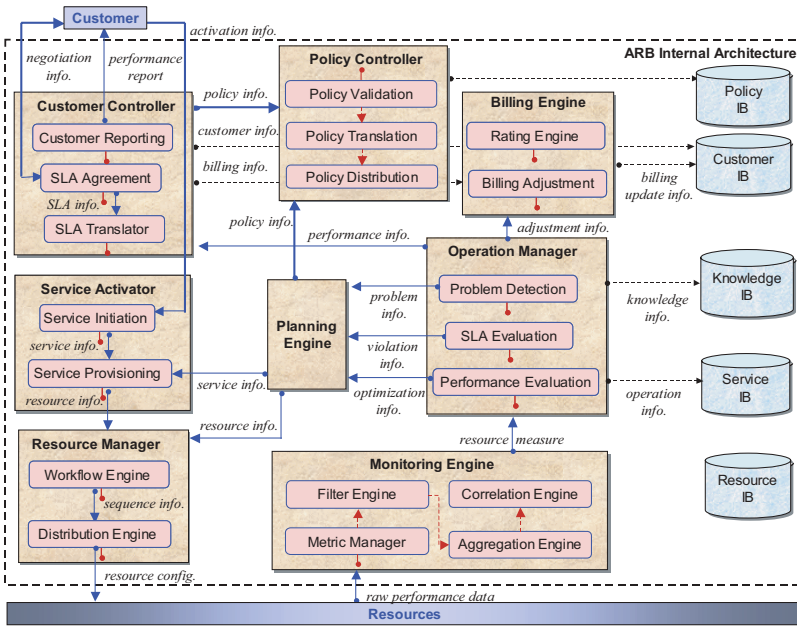 Customer
activation info.
ARB Internal Architecture
negotiation
info.
performance
report
Customer Controller
Customer Reporting
SLA Agreement
SLA info.
SLA Translator
policy info.
customer info.
billing info.
Policy Controller
Policy Validation
Policy Translation
Policy Distribution
Billing Engine
Rating Engine
Billing Adjustment
Policy
IB
Customer
IB
billing
update info.
policy info.
performance info.
adjustment info.
Service Activator
Service Initiation
service info.
Service Provisioning
resource info.
Planning
Engine
problem
info.
violation
info.
optimization
info.
service info.
resource info.
Operation Manager
Problem Detection
SLA Evaluation
Performance Evaluation
Knowledge
IB
knowledge
info.
Service
IB
operation
info.
Resource Manager
Workflow Engine
sequence info.
Distribution Engine
resource config.
resource measure
Monitoring Engine
Filter Engine
Correlation Engine
Metric Manager
Aggregation Engine
Resource
IB
raw performance data
Resources